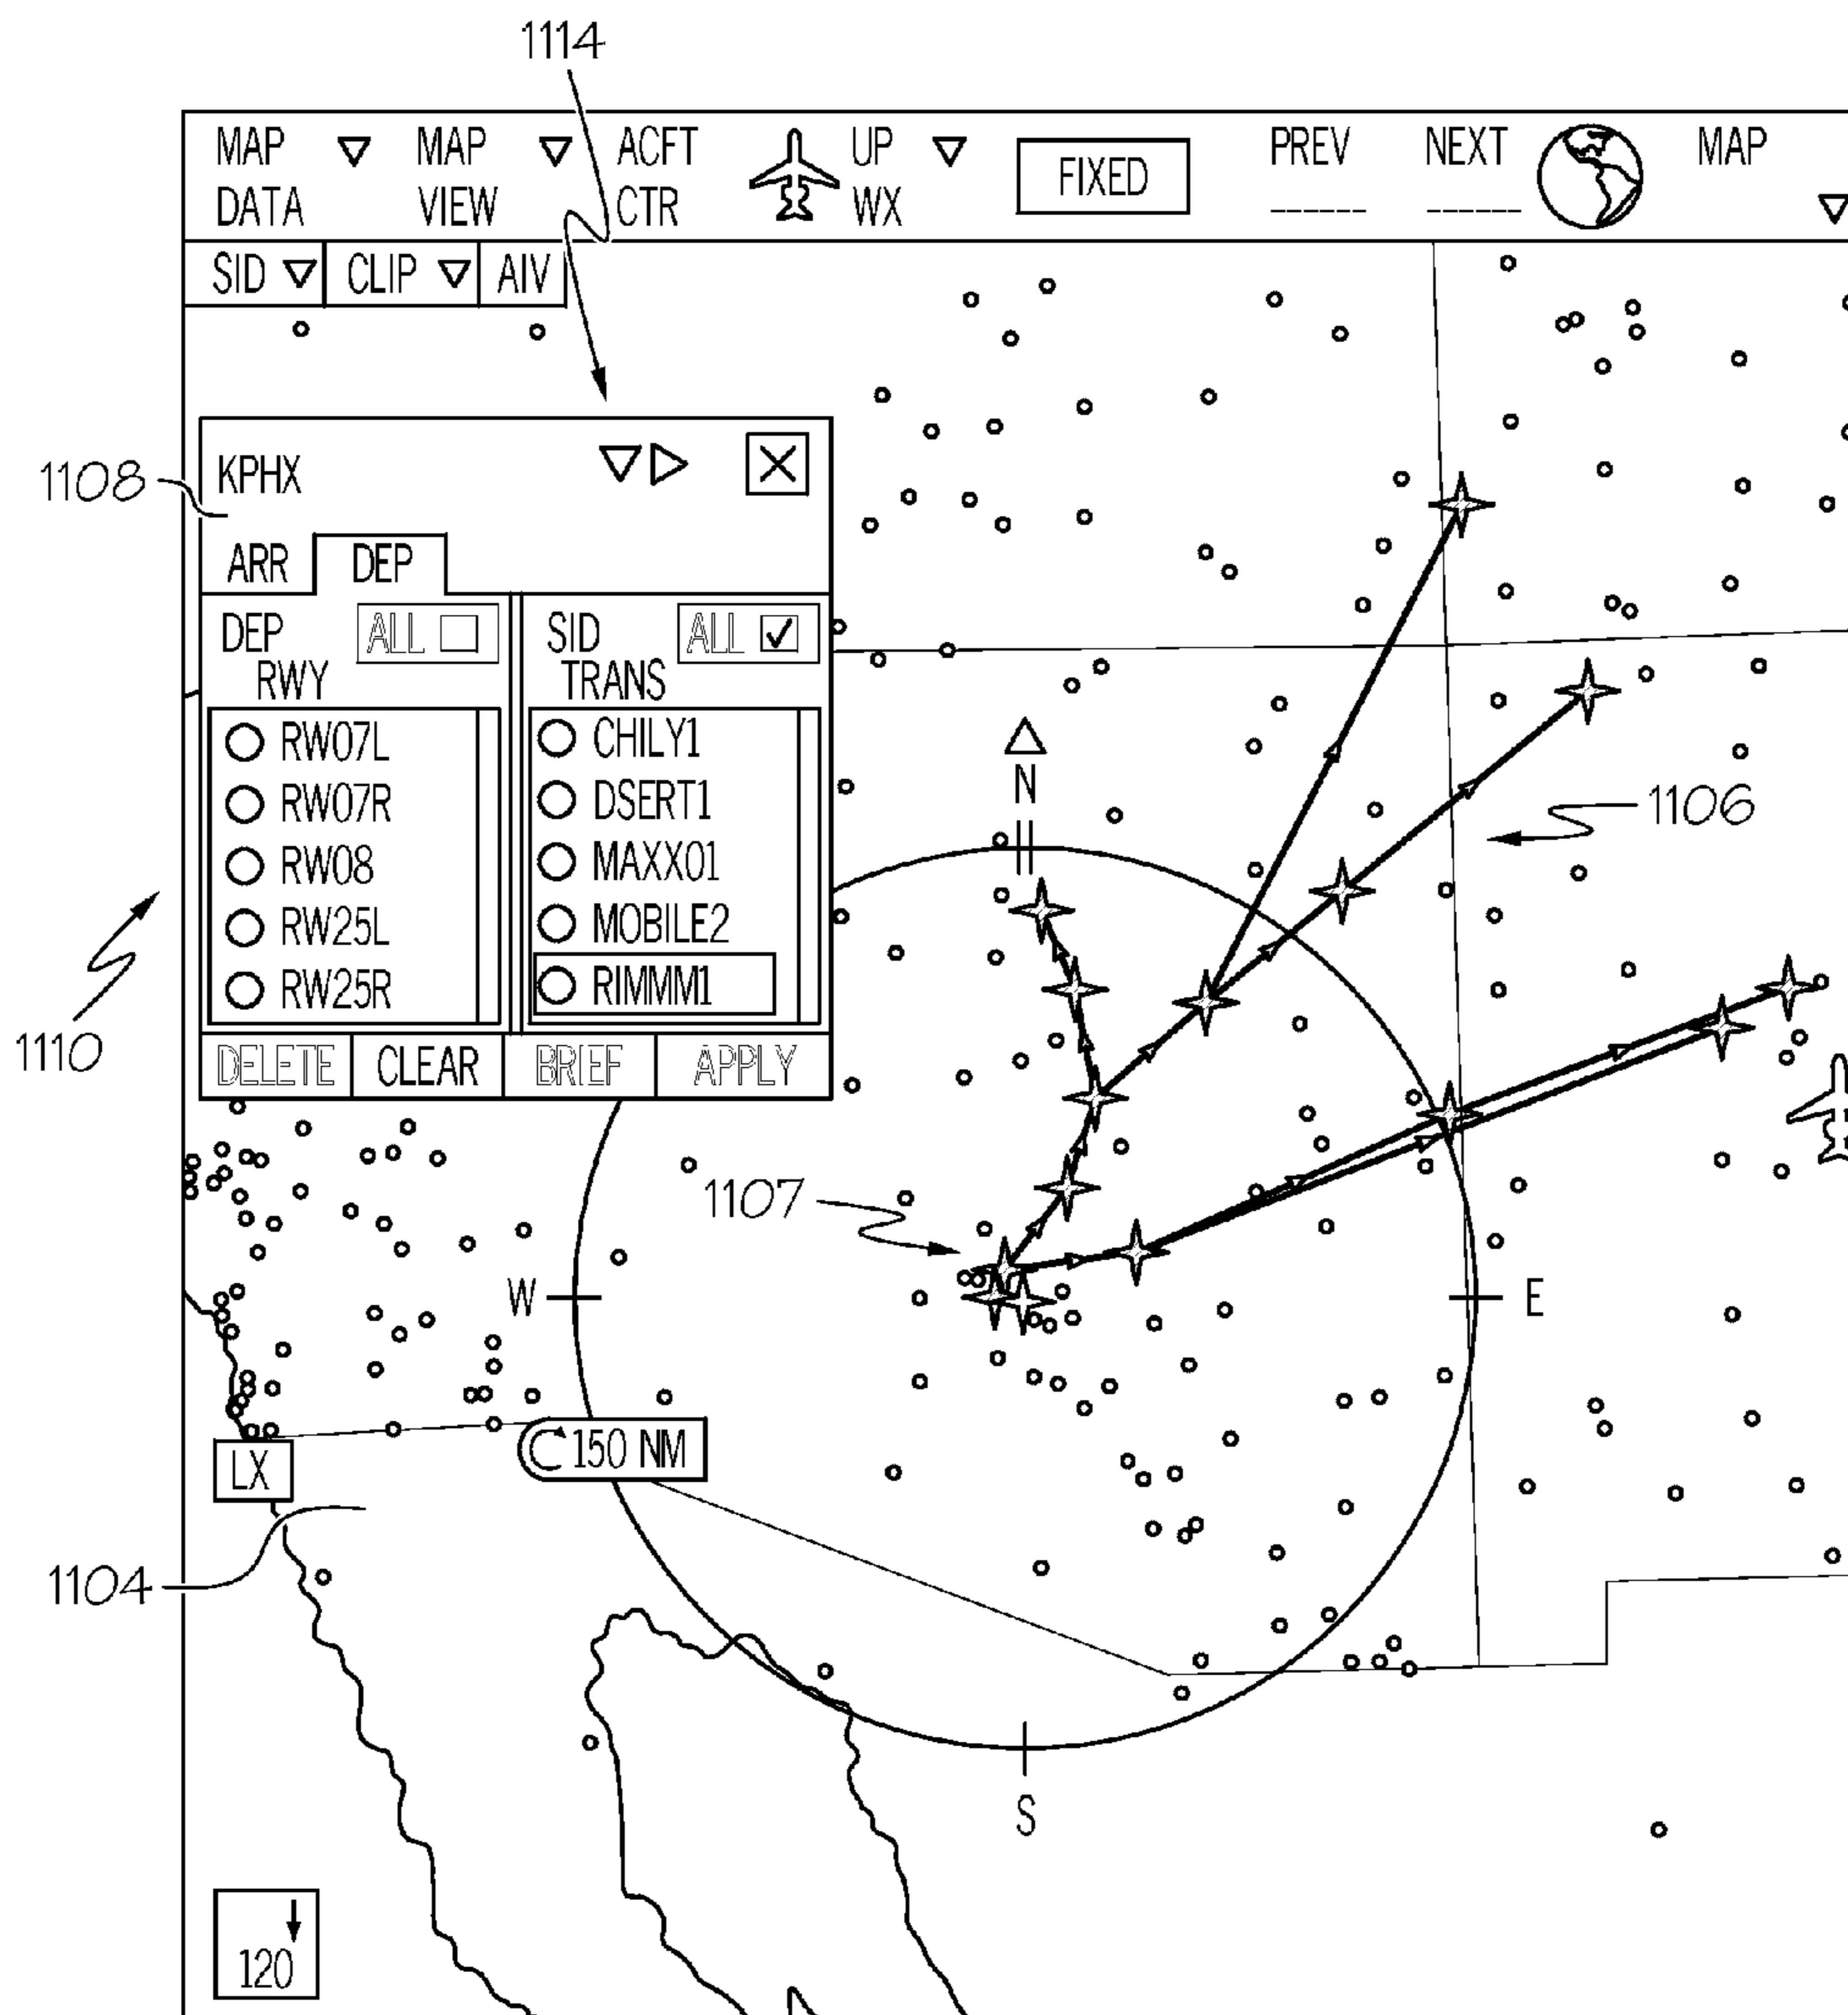 1114
MAP DATA
MAP VIEW
ACFT CTR
UP WX
FIXED
PREV ------
NEXT ------
MAP
SID
CLIP
AIV
1108
KPHX
ARR
DEP
DEP RWY
ALL
SID TRANS
ALL
RW07L
RW07R
RW08
RW25L
RW25R
CHILY1
DSERT1
MAXX01
MOBILE2
RIMMM1
DELETE
CLEAR
BRIEF
APPLY
N
1106
1110
1107
W
E
150 NM
LX
1104
S
120